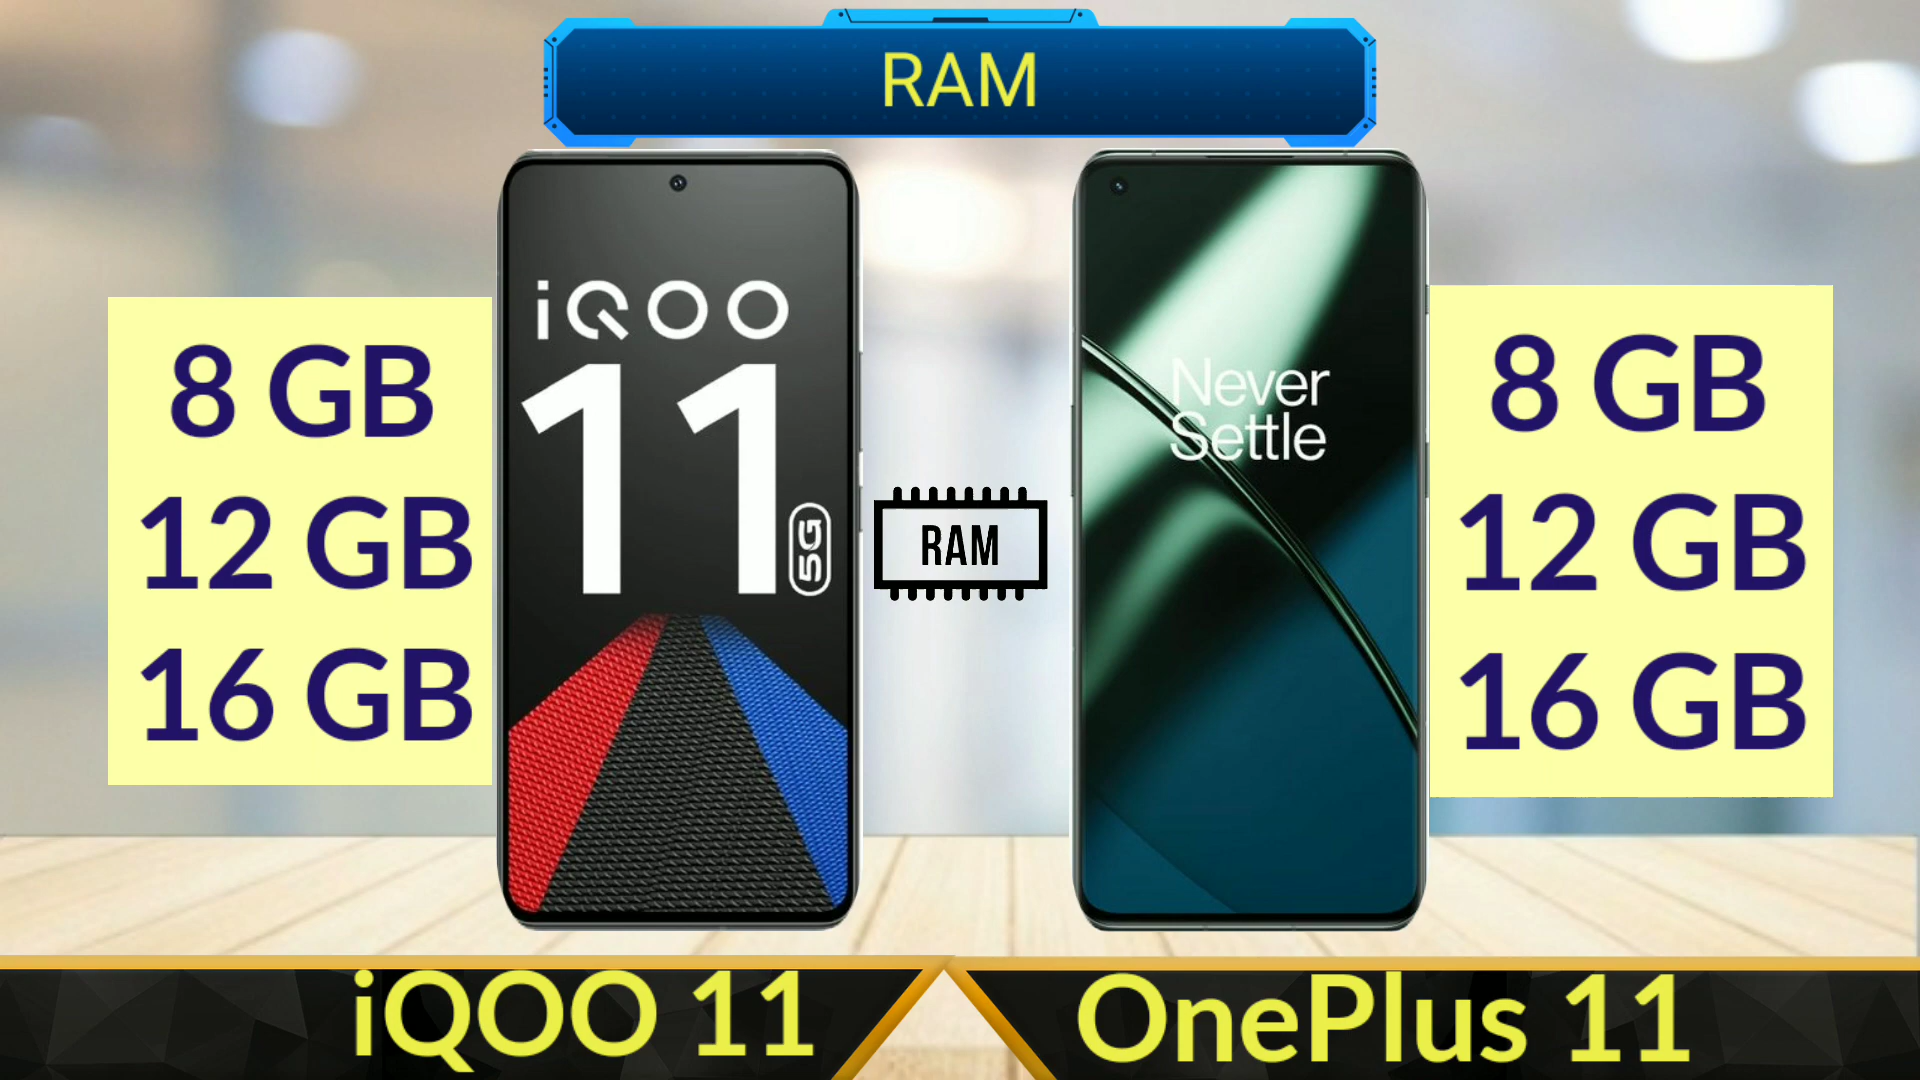 RAM
8 GB
12 GB
16 GB
iQOO
11
5G
RAM
Never
Settle
8 GB
12 GB
16 GB
iQOO 11
OnePlus 11